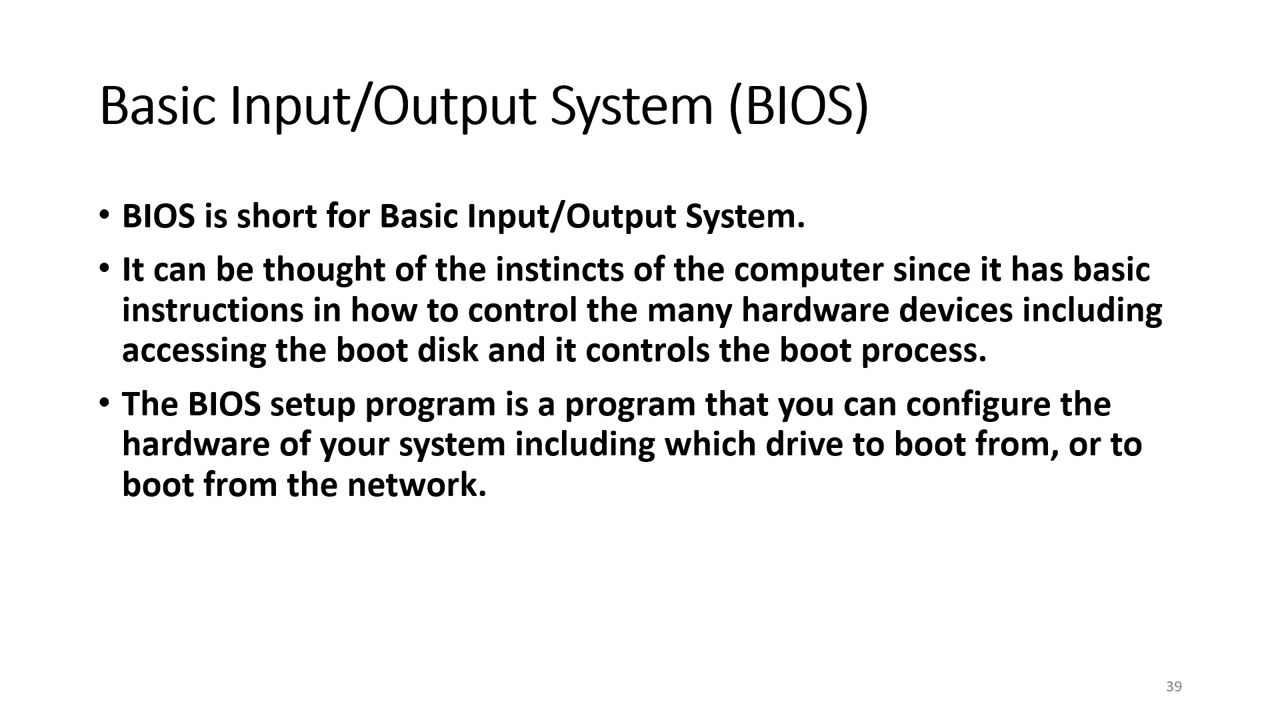 Basic Input/Output System (BIOS)
• BIOS is short for Basic Input/Output System.
• It can be thought of the instincts of the computer since it has basic
instructions in how to control the many hardware devices including
accessing the boot disk and it controls the boot process.
• The BIOS setup program is a program that you can configure the
hardware of your system including which drive to boot from, or to
boot from the network.
39